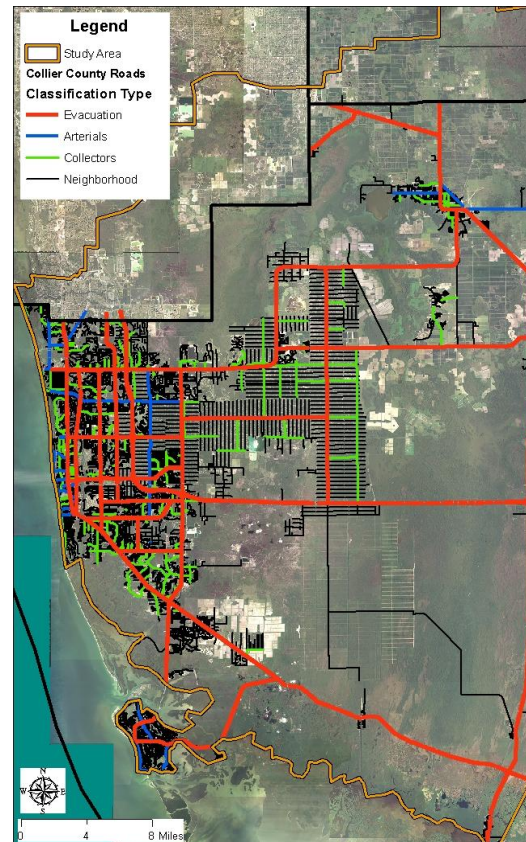 Legend
Study Area
Collier County Roads
Classification Type
Evacuation
Arterials
Collectors
Neighborhood
N
W E
S
0 4 8 Miles